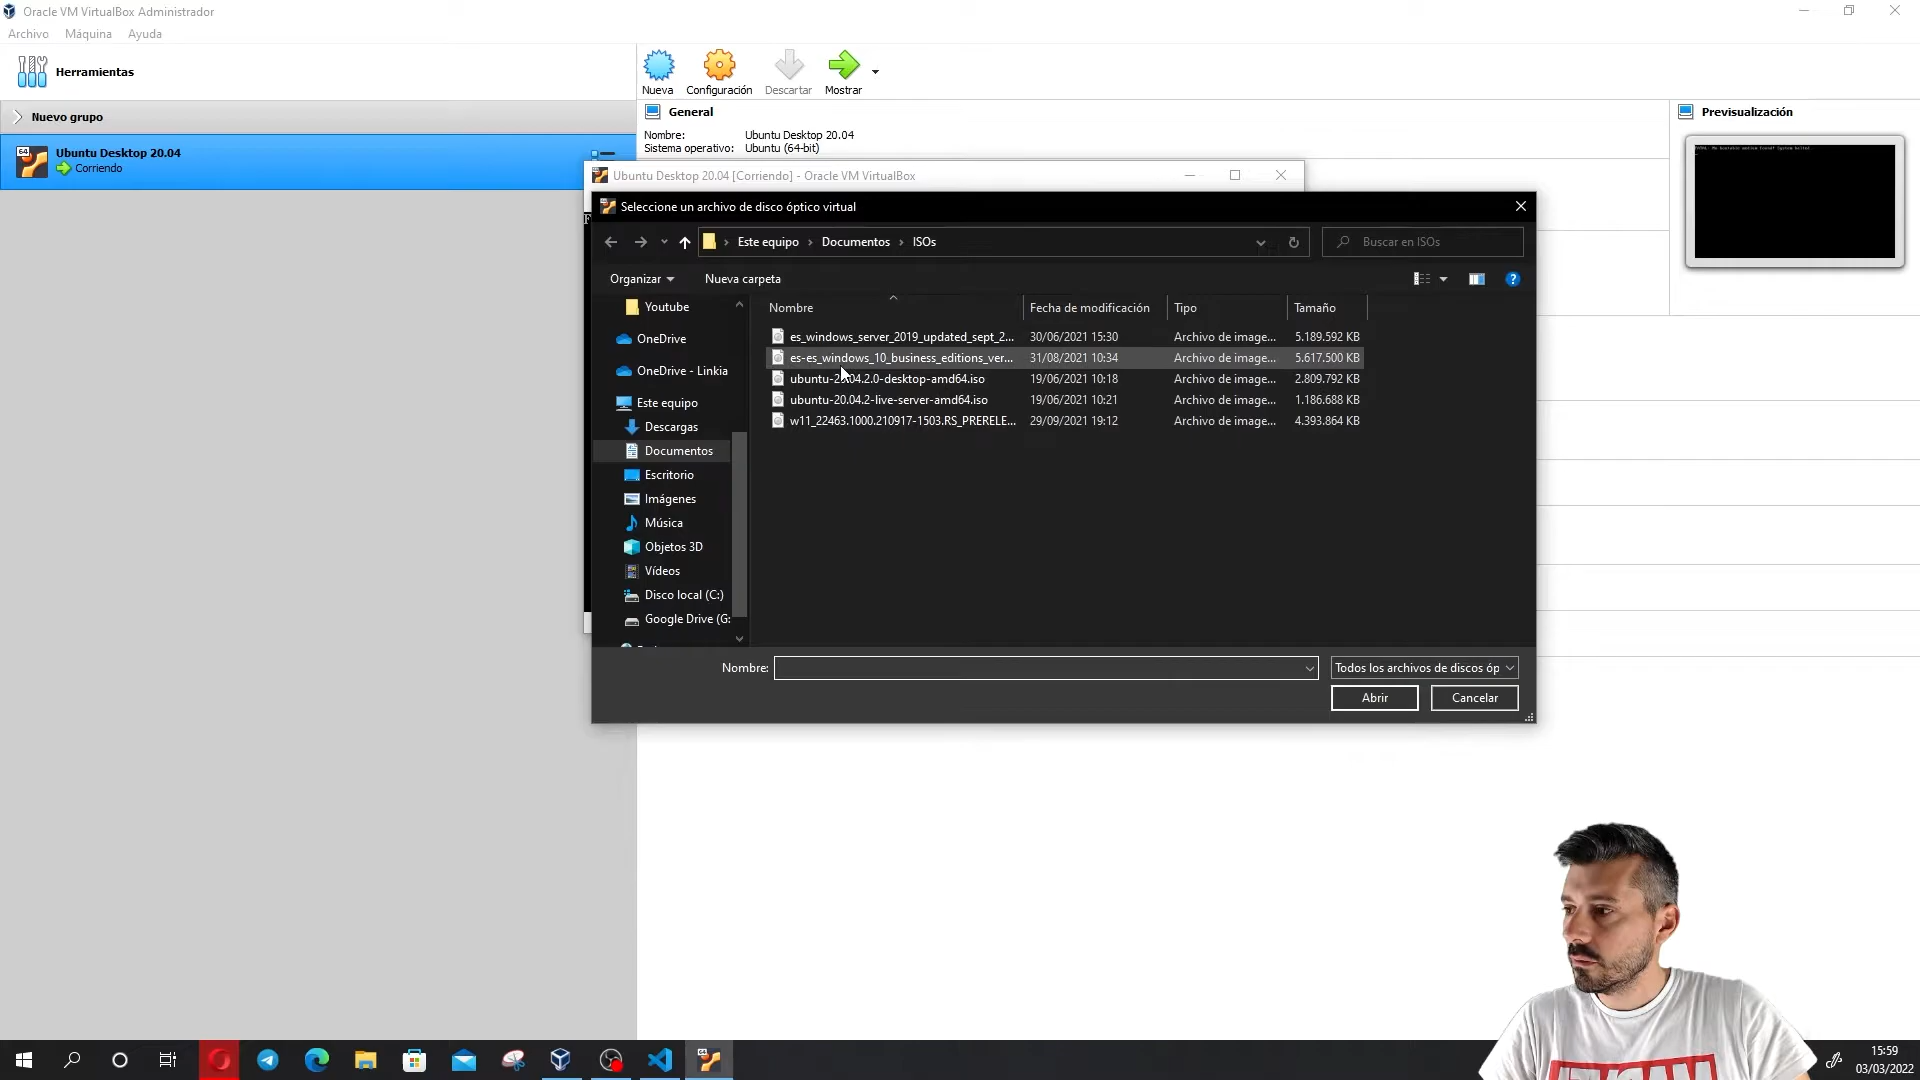 Oracle VM VirtualBox Administrador
Archivo Máquina Ayuda
Herramientas
Nueva Configuración Descartar Mostrar
Nuevo grupo
Ubuntu Desktop 20.04
Corriendo
General
Nombre: Ubuntu Desktop 20.04
Sistema operativo: Ubuntu (64-bit)
Previsualización
Ubuntu Desktop 20.04 [Corriendo] - Oracle VM VirtualBox
Seleccione un archivo de disco óptico virtual
Este equipo > Documentos > ISOs
Buscar en ISOs
Organizar Nueva carpeta
Youtube
OneDrive
OneDrive - Linkia
Este equipo
Descargas
Documentos
Escritorio
Imágenes
Música
Objetos 3D
Vídeos
Disco local (C:)
Google Drive (G:
Nombre Fecha de modificación Tipo Tamaño
es_windows_server_2019_updated_sept_2... 30/06/2021 15:30 Archivo de image... 5.189.592 KB
es-es_windows_10_business_editions_ver... 31/08/2021 10:34 Archivo de image... 5.617.500 KB
ubuntu-20.04.2.0-desktop-amd64.iso 19/06/2021 10:18 Archivo de image... 2.809.792 KB
ubuntu-20.04.2-live-server-amd64.iso 19/06/2021 10:21 Archivo de image... 1.186.688 KB
w11_22463.1000.210917-1503.RS_PRERELE... 29/09/2021 19:12 Archivo de image... 4.393.864 KB
Nombre:
Todos los archivos de discos óp
Abrir Cancelar
15:59
03/03/2022